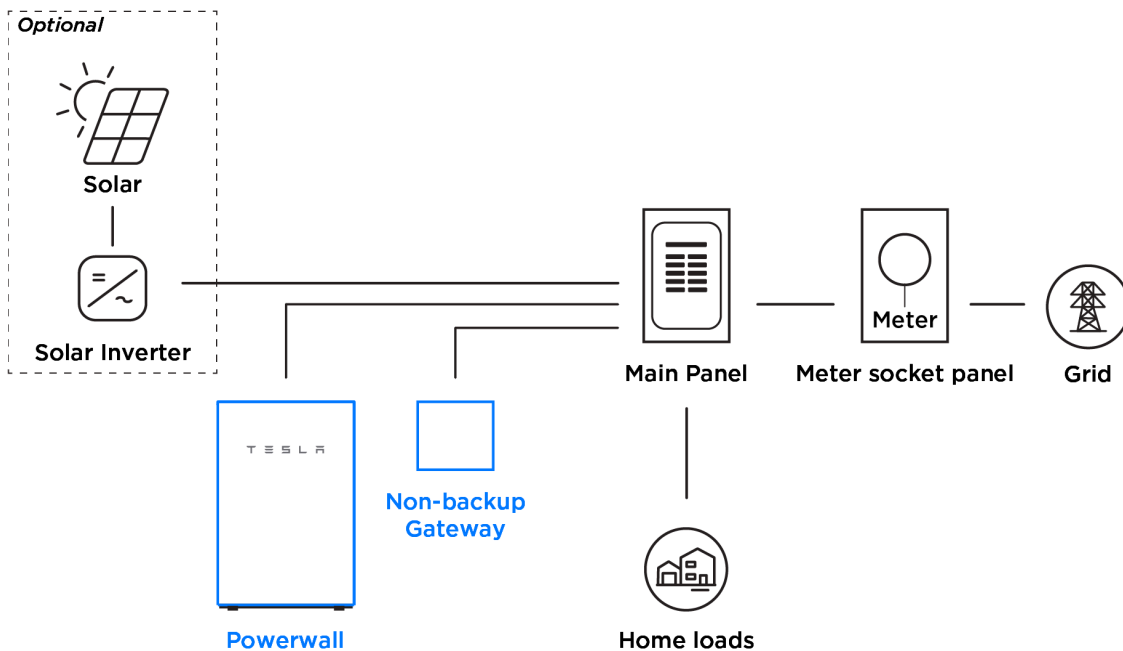 Optional
Solar
Solar Inverter
TESLA
Powerwall
Non-backup
Gateway
Main Panel
Meter
Meter socket panel
Grid
Home loads